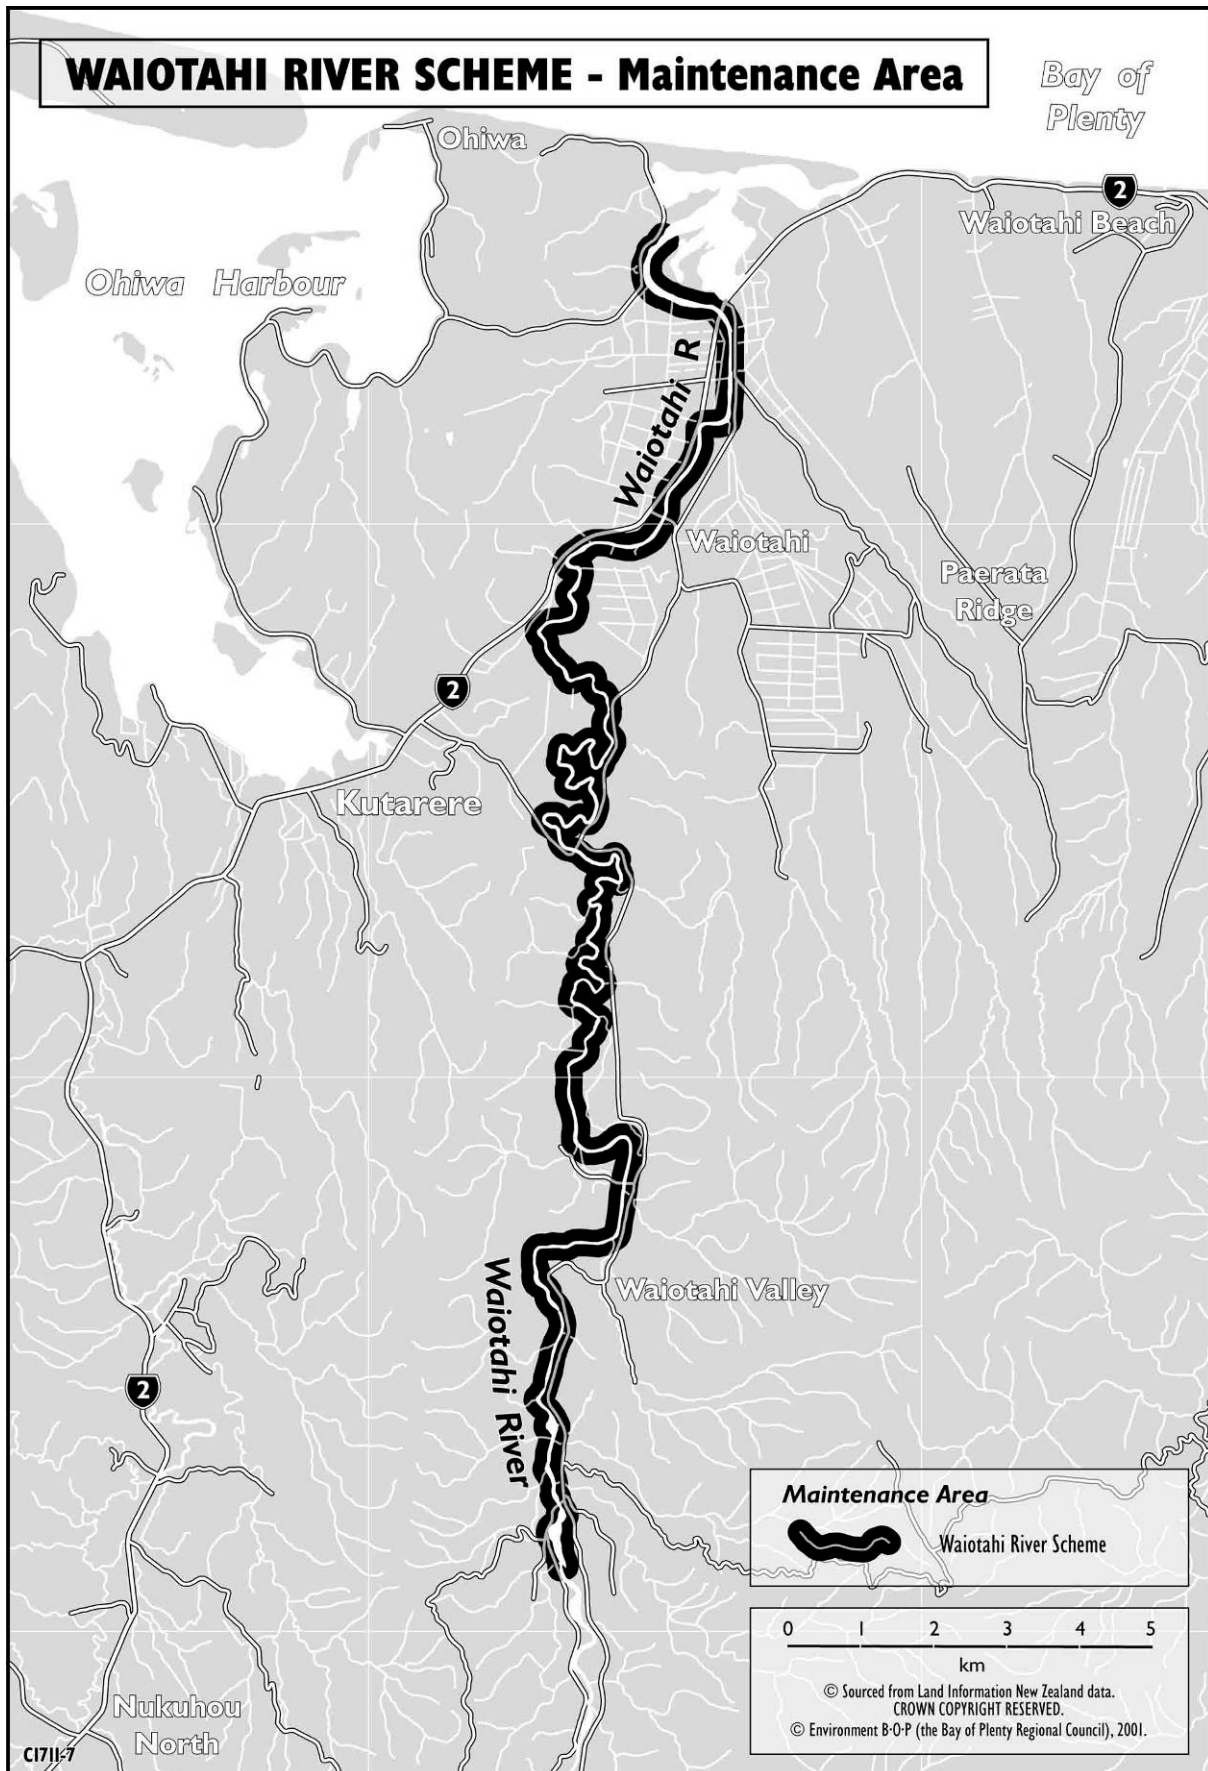 WAIOTAHI RIVER SCHEME - Maintenance Area
Bay of
Plenty
Ohiwa
2
Waiotahi Beach
Ohiwa Harbour
Waiotahi R
Waiotahi
Paerata
Ridge
2
Kutarere
Waiotahi Valley
Waiotahi River
2
Maintenance Area
Waiotahi River Scheme
0 1 2 3 4 5
km
© Sourced from Land Information New Zealand data.
CROWN COPYRIGHT RESERVED.
© Environment B·O·P (the Bay of Plenty Regional Council), 2001.
Nukuhou
North
C1711-7